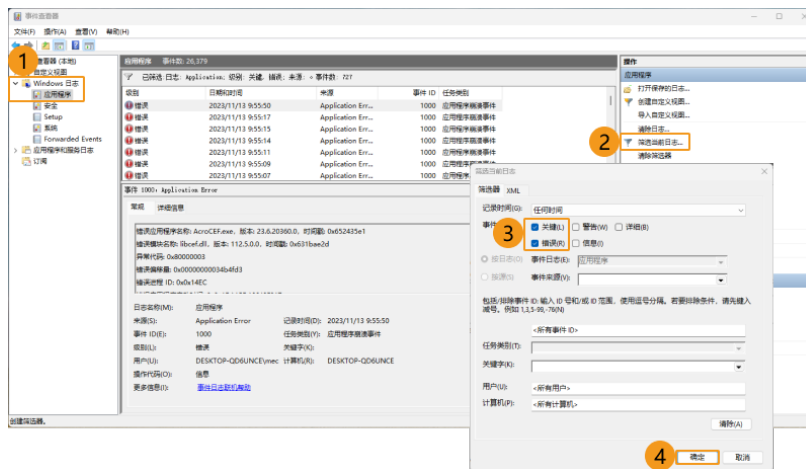 事件查看器
文件(F) 操作(A) 查看(V) 帮助(H)
1
查看器 (本地)
自定义视图
Windows 日志
应用程序
安全
Setup
系统
Forwarded Events
应用程序和服务日志
订阅
应用程序 事件数: 26,379
已筛选:日志: Application; 级别: 关键, 错误; 来源: 。事件数: 727
级别 日期和时间 来源 事件 ID 任务类别
错误 2023/11/13 9:55:50 Application Err... 1000 应用程序崩溃事件
错误 2023/11/13 9:55:17 Application Err... 1000 应用程序崩溃事件
错误 2023/11/13 9:55:15 Application Err... 1000 应用程序崩溃事件
错误 2023/11/13 9:55:14 Application Err... 1000 应用程序崩溃事件
错误 2023/11/13 9:55:11 Application Err... 1000 应用程序崩溃事件
错误 2023/11/13 9:55:09 Application Err... 1000 应用程序
错误 2023/11/13 9:55:07 Application Err... 1000 应用程序
事件 1000, Application Error
常规 详细信息
错误应用程序名称: AcroCEF.exe，版本: 23.6.20360.0，时间戳: 0x652435e1
错误模块名称: libcef.dll，版本: 112.5.0.0，时间戳: 0x631bae2d
异常代码: 0x80000003
错误偏移量: 0x00000000034b4fd3
错误进程 ID: 0x0x14EC
日志名称(M): 应用程序
来源(S): Application Error 记录时间(D): 2023/11/13 9:55:50
事件 ID(E): 1000 任务类别(Y): 应用程序崩溃事件
级别(L): 错误 关键字(K):
用户(U): DESKTOP-QD6UNCE\mec 计算机(R): DESKTOP-QD6UNCE
操作代码(O): 信息
更多信息(I): 事件日志联机帮助
创建筛选器。
操作
应用程序
打开保存的日志...
创建自定义视图...
导入自定义视图...
清除日志...
2
筛选当前日志...
清除筛选器
筛选当前日志
筛选器 XML
记录时间(G): 任何时间
事件
3
关键(L) 警告(W) 详细(B)
错误(R) 信息(I)
按日志(O) 事件日志(E): 应用程序
按源(S) 事件来源(V):
包括/排除事件 ID: 输入 ID 号和/或 ID 范围，使用逗号分隔。若要排除条件，请先键入
减号。例如 1,3,5-99,-76(N)
<所有事件 ID>
任务类别(T):
关键字(K):
用户(U): <所有用户>
计算机(P): <所有计算机>
清除(A)
4
确定 取消